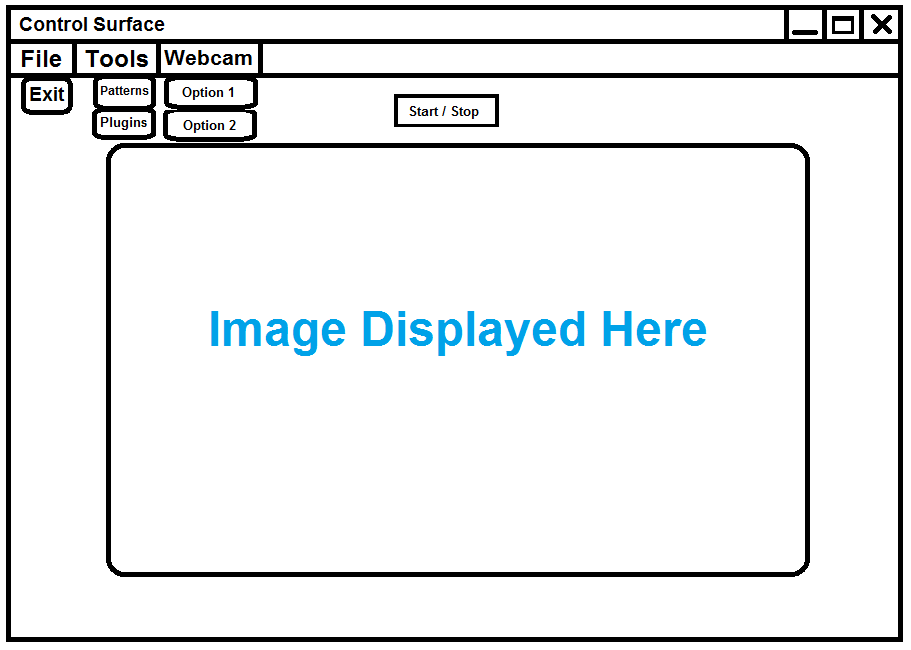 Control Surface
File Tools Webcam
Exit Patterns Option 1
Plugins Option 2
Start / Stop
Image Displayed Here